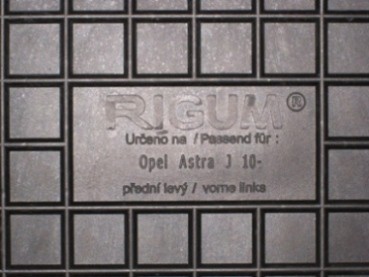 RIGUM®
Určeno na / Passend für :
Opel Astra J 10-
přední levý / vorne links